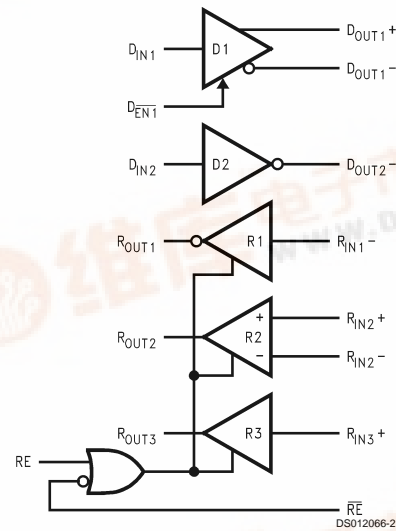 D1
DIN1
DOUT1+
DOUT1-
DEN1
DIN2
D2
DOUT2-
ROUT1
R1
RIN1-
ROUT2
+
R2
-
RIN2+
RIN2-
ROUT3
R3
RIN3+
RE
RE
DS012066-2